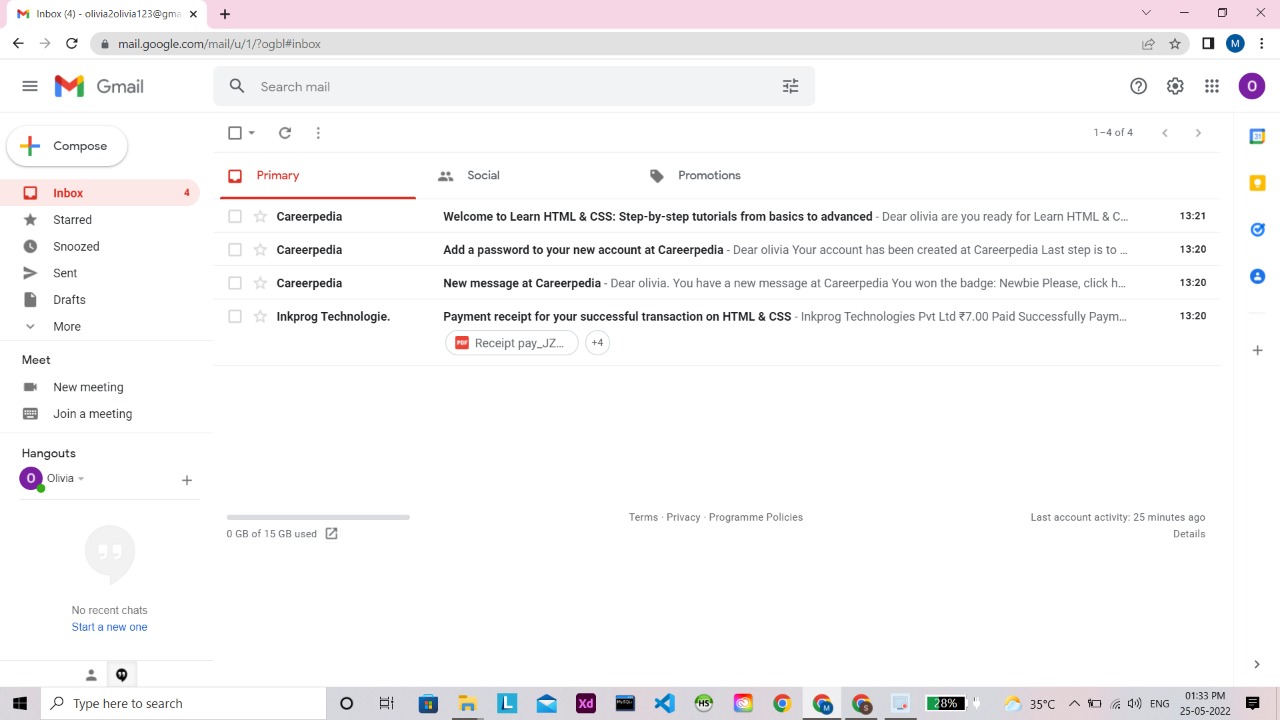 Inbox (4) - olivia2olivia123@gma
mail.google.com/mail/u/1/?ogbl#inbox
M
Gmail
Search mail
O
Compose
1–4 of 4
31
Primary
Social
Promotions
Inbox 4
Starred
Snoozed
Sent
Drafts
More
Careerpedia Welcome to Learn HTML & CSS: Step-by-step tutorials from basics to advanced - Dear olivia are you ready for Learn HTML & C... 13:21
Careerpedia Add a password to your new account at Careerpedia - Dear olivia Your account has been created at Careerpedia Last step is to ... 13:20
Careerpedia New message at Careerpedia - Dear olivia. You have a new message at Careerpedia You won the badge: Newbie Please, click h... 13:20
Inkprog Technologie. Payment receipt for your successful transaction on HTML & CSS - Inkprog Technologies Pvt Ltd ₹7.00 Paid Successfully Paym... 13:20
PDF Receipt pay_JZ... +4
Meet
New meeting
Join a meeting
Hangouts
O Olivia
No recent chats
Start a new one
0 GB of 15 GB used
Terms · Privacy · Programme Policies
Last account activity: 25 minutes ago
Details
Type here to search
L
Xd
MySQL
HS
M
S
28%
35°C
ENG
01:33 PM
25-05-2022